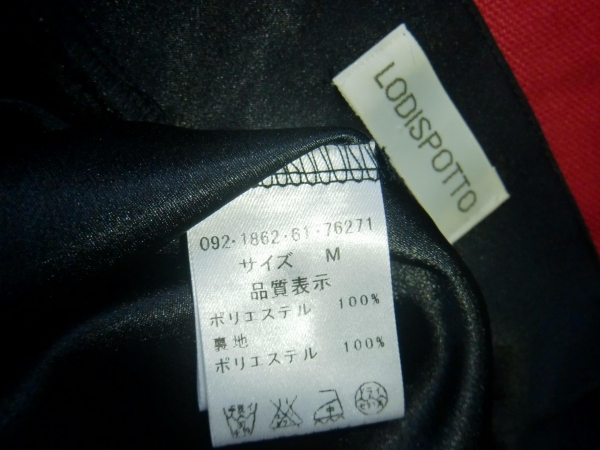 LODISPOTTO
092-1862-61-76271
サイズ M
品質表示
ポリエステル 100%
裏地
ポリエステル 100%
中